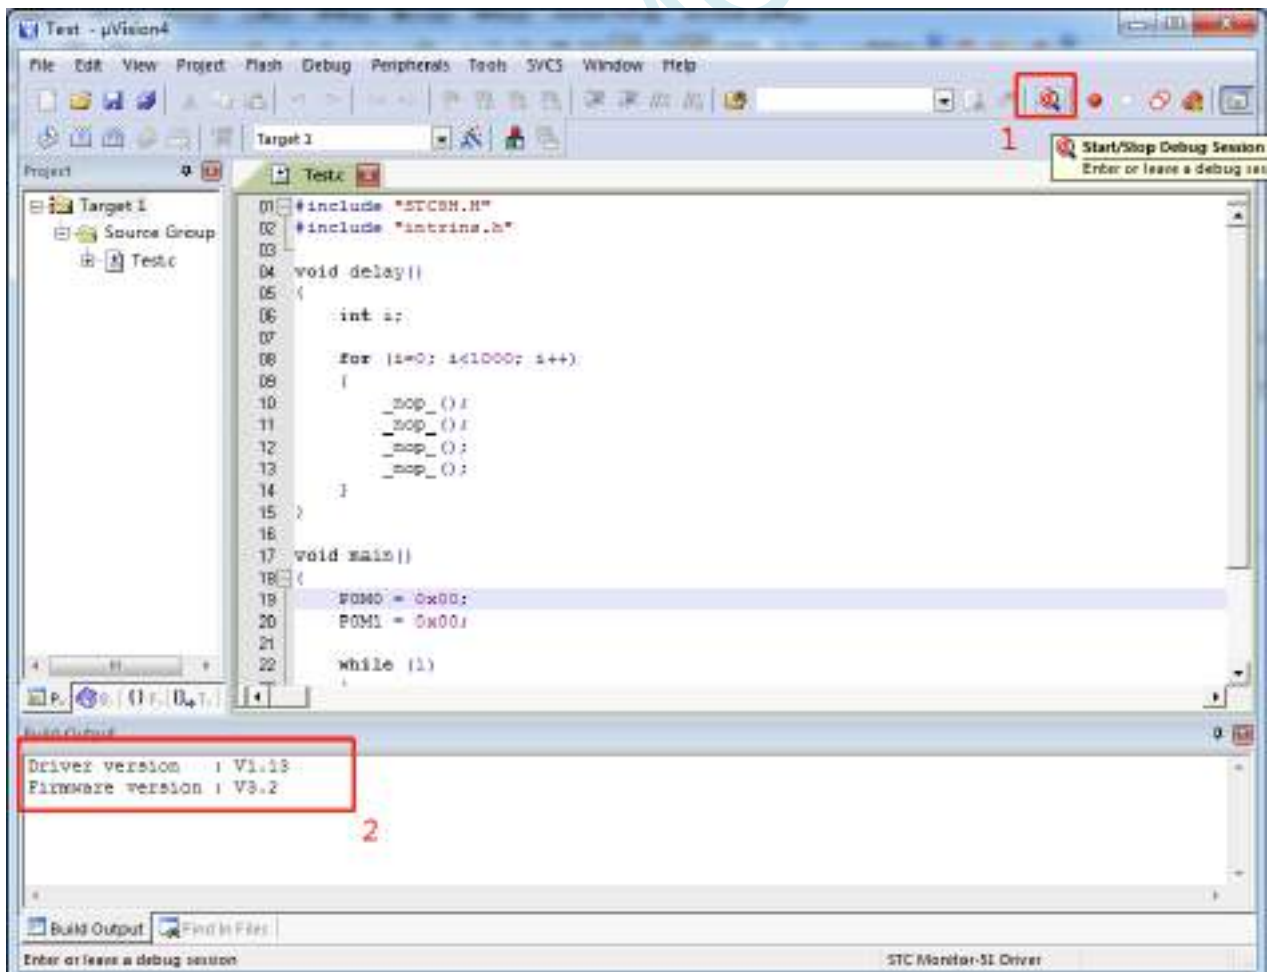 Test - µVision4
File Edit View Project Flash Debug Peripherals Tools SVCS Window Help
Target 1
1
Start/Stop Debug Session
Enter or leave a debug ses
Project
Test.c
Target 1
Source Group
Test.c
01 #include "STC8H.H"
02 #include "intrins.h"
03
04 void delay()
05 {
06 int i;
07
08 for (i=0; i<1000; i++)
09 {
10 _nop_();
11 _nop_();
12 _nop_();
13 _nop_();
14 }
15 }
16
17 void main()
18 {
19 P0M0 = 0x00;
20 P0M1 = 0x00;
21
22 while (1)
P. F. T.
Build Output
Driver version : V1.13
Firmware version : V3.2
2
Build Output Find In Files
Enter or leave a debug session STC Monitor-51 Driver